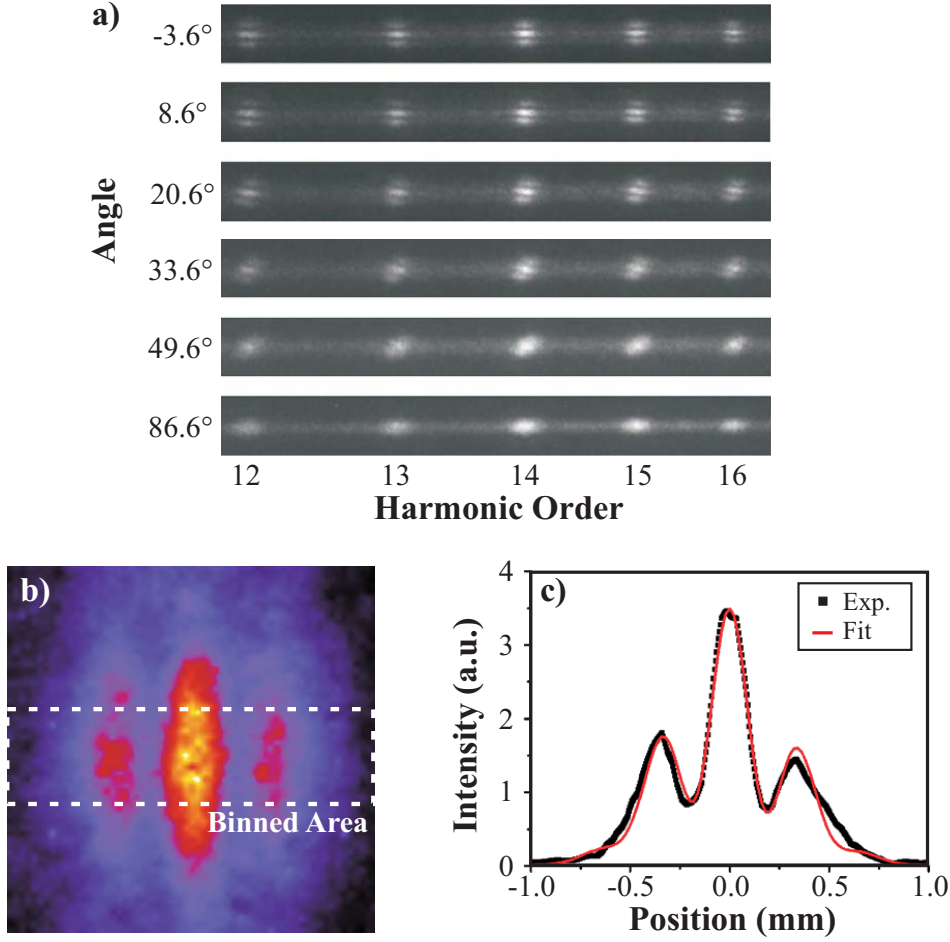 a)
-3.6°
8.6°
20.6°
33.6°
49.6°
86.6°
Angle
12 13 14 15 16
Harmonic Order
b)
Binned Area
c)
Exp.
Fit
4
3
2
1
0
Intensity (a.u.)
-1.0 -0.5 0.0 0.5 1.0
Position (mm)